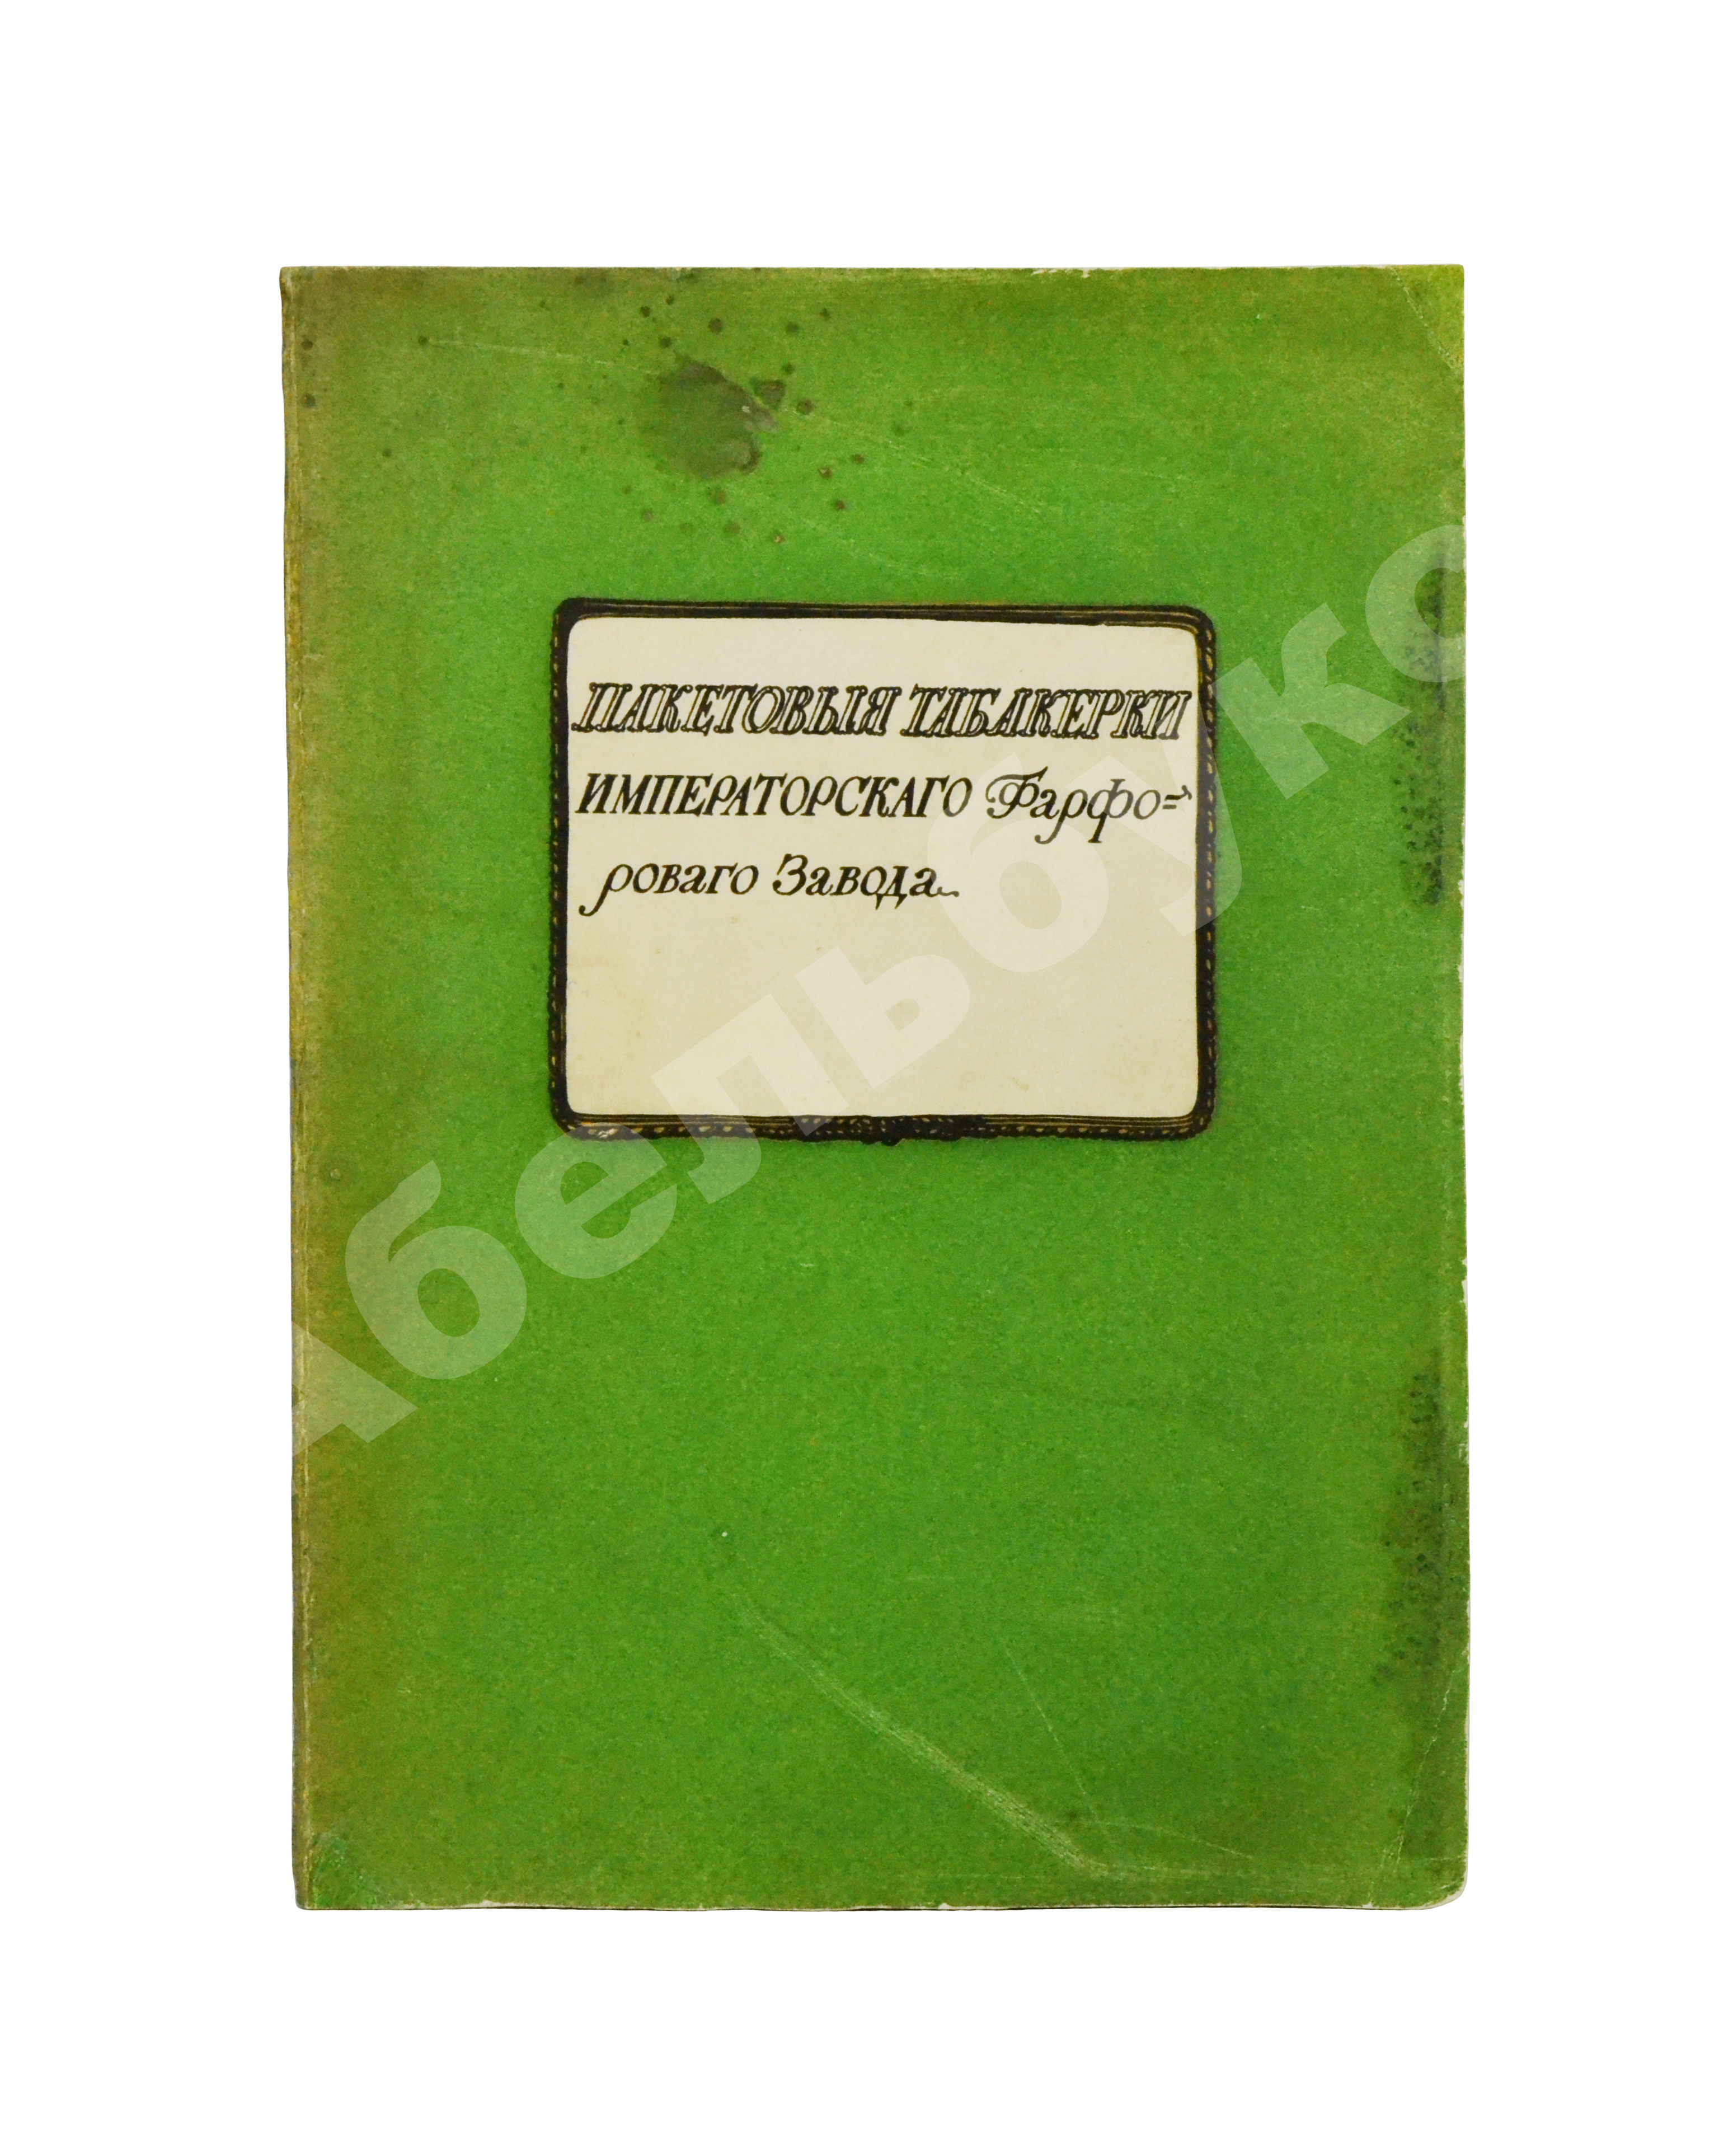 ПАКЕТОВЫЯ ТАБАКЕРКИ
ИМПЕРАТОРСКАГО Фарфо=
роваго Завода
Абельбукс